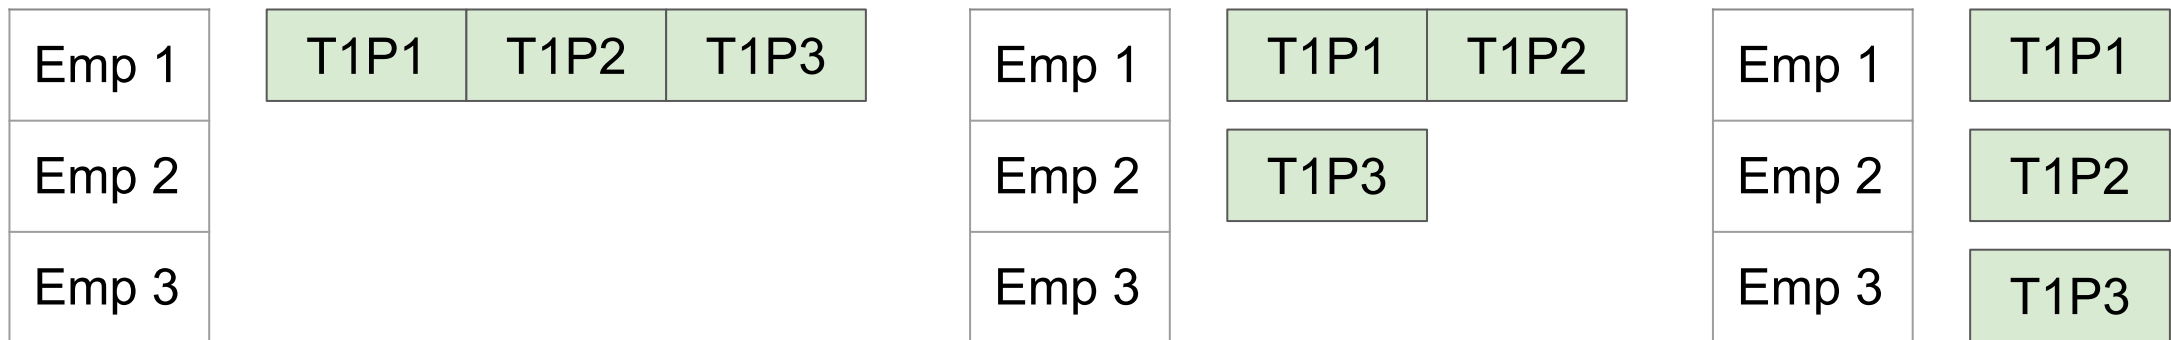 Emp 1 T1P1 T1P2 T1P3
Emp 2
Emp 3
Emp 1 T1P1 T1P2
Emp 2 T1P3
Emp 3
Emp 1 T1P1
Emp 2 T1P2
Emp 3 T1P3